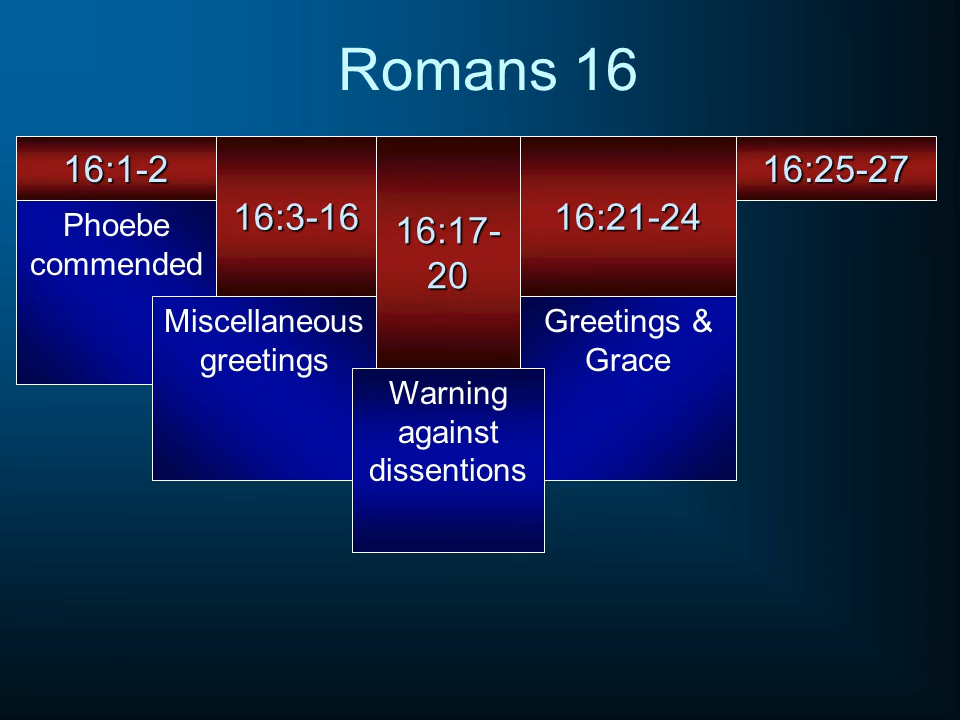 Romans 16
16:1-2
Phoebe
commended
16:3-16
Miscellaneous
greetings
16:17-
20
Warning
against
dissentions
16:21-24
Greetings &
Grace
16:25-27